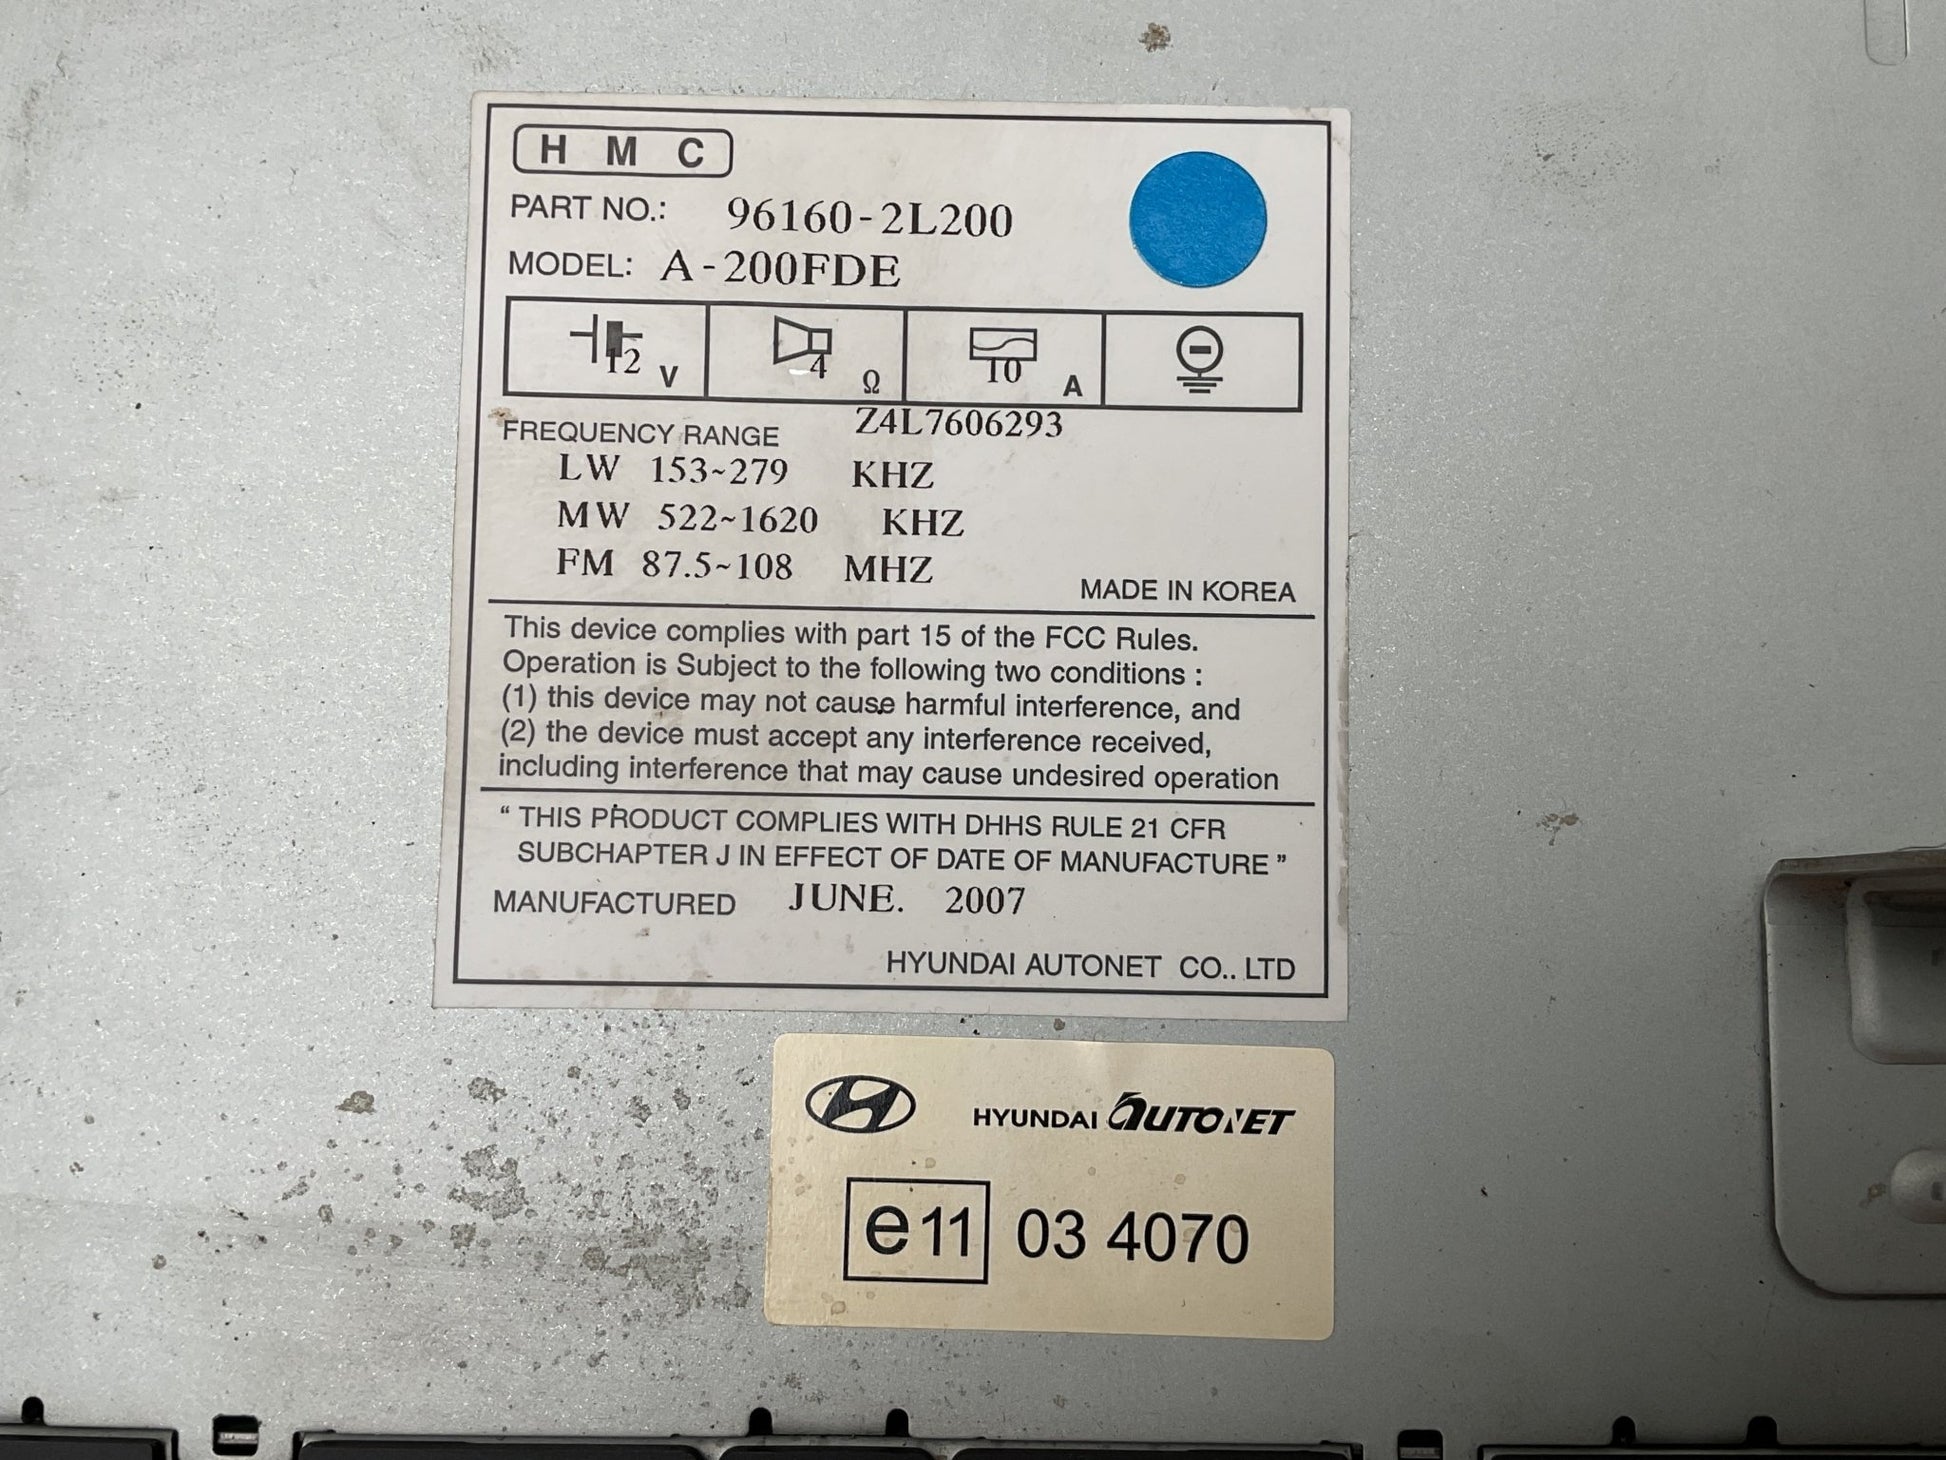 H M C
PART NO.: 96160-2L200
MODEL: A-200FDE
12 V 4 Ω 10 A
Z4L7606293
FREQUENCY RANGE
LW 153~279 KHZ
MW 522~1620 KHZ
FM 87.5~108 MHZ
MADE IN KOREA
This device complies with part 15 of the FCC Rules.
Operation is Subject to the following two conditions :
(1) this device may not cause harmful interference, and
(2) the device must accept any interference received,
including interference that may cause undesired operation
“ THIS PRODUCT COMPLIES WITH DHHS RULE 21 CFR
SUBCHAPTER J IN EFFECT OF DATE OF MANUFACTURE ”
MANUFACTURED JUNE. 2007
HYUNDAI AUTONET CO.. LTD
HYUNDAI AUTONET
e11 03 4070